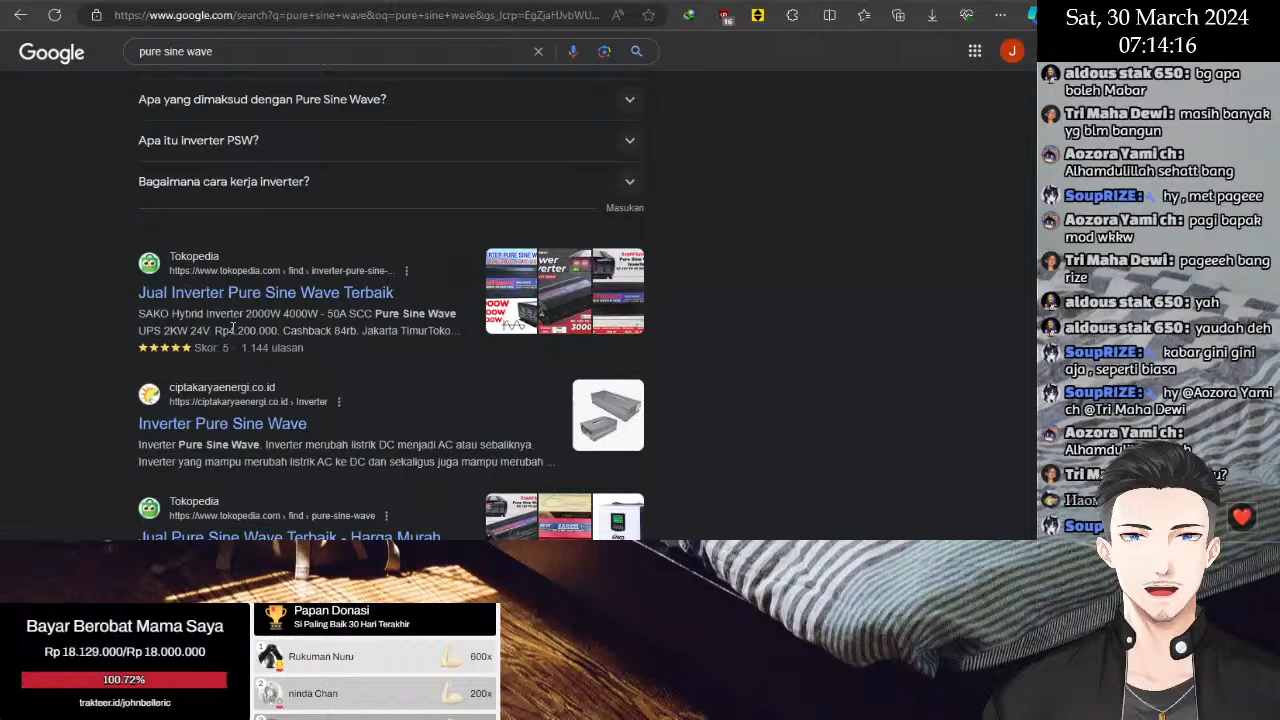 https://www.google.com/search?q=pure+sine+wave&oq=pure+sine+wave&gs_lcrp=EgZjaHJvbWU...
16
Google
pure sine wave
J
Apa yang dimaksud dengan Pure Sine Wave?
Apa itu inverter PSW?
Bagaimana cara kerja inverter?
Masukan
Tokopedia
https://www.tokopedia.com › find › inverter-pure-sine-...
Jual Inverter Pure Sine Wave Terbaik
SAKO Hybrid Inverter 2000W 4000W - 50A SCC Pure Sine Wave
UPS 2KW 24V. Rp4.200.000. Cashback 84rb. Jakarta TimurToko...
Skor: 5 · 1.144 ulasan
ciptakaryaenergi.co.id
https://ciptakaryaenergi.co.id › Inverter
Inverter Pure Sine Wave
Inverter Pure Sine Wave. Inverter merubah listrik DC menjadi AC atau sebaliknya.
Inverter yang mampu merubah listrik AC ke DC dan sekaligus juga mampu merubah ...
Tokopedia
https://www.tokopedia.com › find › pure-sine-wave
Jual Pure Sine Wave Terbaik - Harga Murah
Sat, 30 March 2024
07:14:16
aldous stak 650: bg apa
boleh Mabar
Tri Maha Dewi: masih banyak
yg blm bangun
Aozora Yami ch:
Alhamdulillah sehatt bang
SoupRIZE: hy , met pageee
Aozora Yami ch: pagi bapak
mod wkkw
Tri Maha Dewi: pageeeh bang
rize
aldous stak 650: yah
aldous stak 650: yaudah deh
SoupRIZE: kabar gini gini
aja , seperti biasa
SoupRIZE: hy @Aozora Yami
ch @Tri Maha Dewi
Aozora Yami ch:
Bayar Berobat Mama Saya
Rp 18.129.000/Rp 18.000.000
100.72%
trakteer.id/johnbelleric
Papan Donasi
Si Paling Baik 30 Hari Terakhir
1
Rukuman Nuru
600x
2
ninda Chan
200x